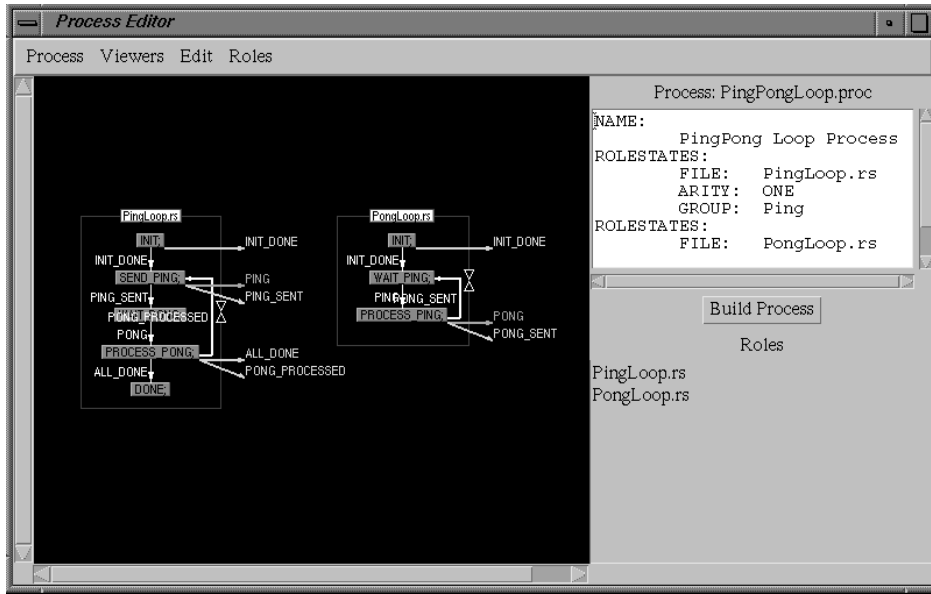 Process Editor
Process Viewers Edit Roles
Process: PingPongLoop.proc
NAME:
PingPong Loop Process
ROLESTATES:
FILE: PingLoop.rs
ARITY: ONE
GROUP: Ping
ROLESTATES:
FILE: PongLoop.rs
Build Process
Roles
PingLoop.rs
PongLoop.rs
PingLoop.rs
INIT;
INIT_DONE
INIT_DONE
SEND PING;
PING
PING_SENT
PING_SENT
PONG_PROCESSED
PONG
PROCESS PONG;
ALL_DONE
PONG_PROCESSED
ALL_DONE
DONE;
PongLoop.rs
INIT;
INIT_DONE
INIT_DONE
WAIT PING;
PONG_SENT
PROCESS PING;
PONG
PONG_SENT